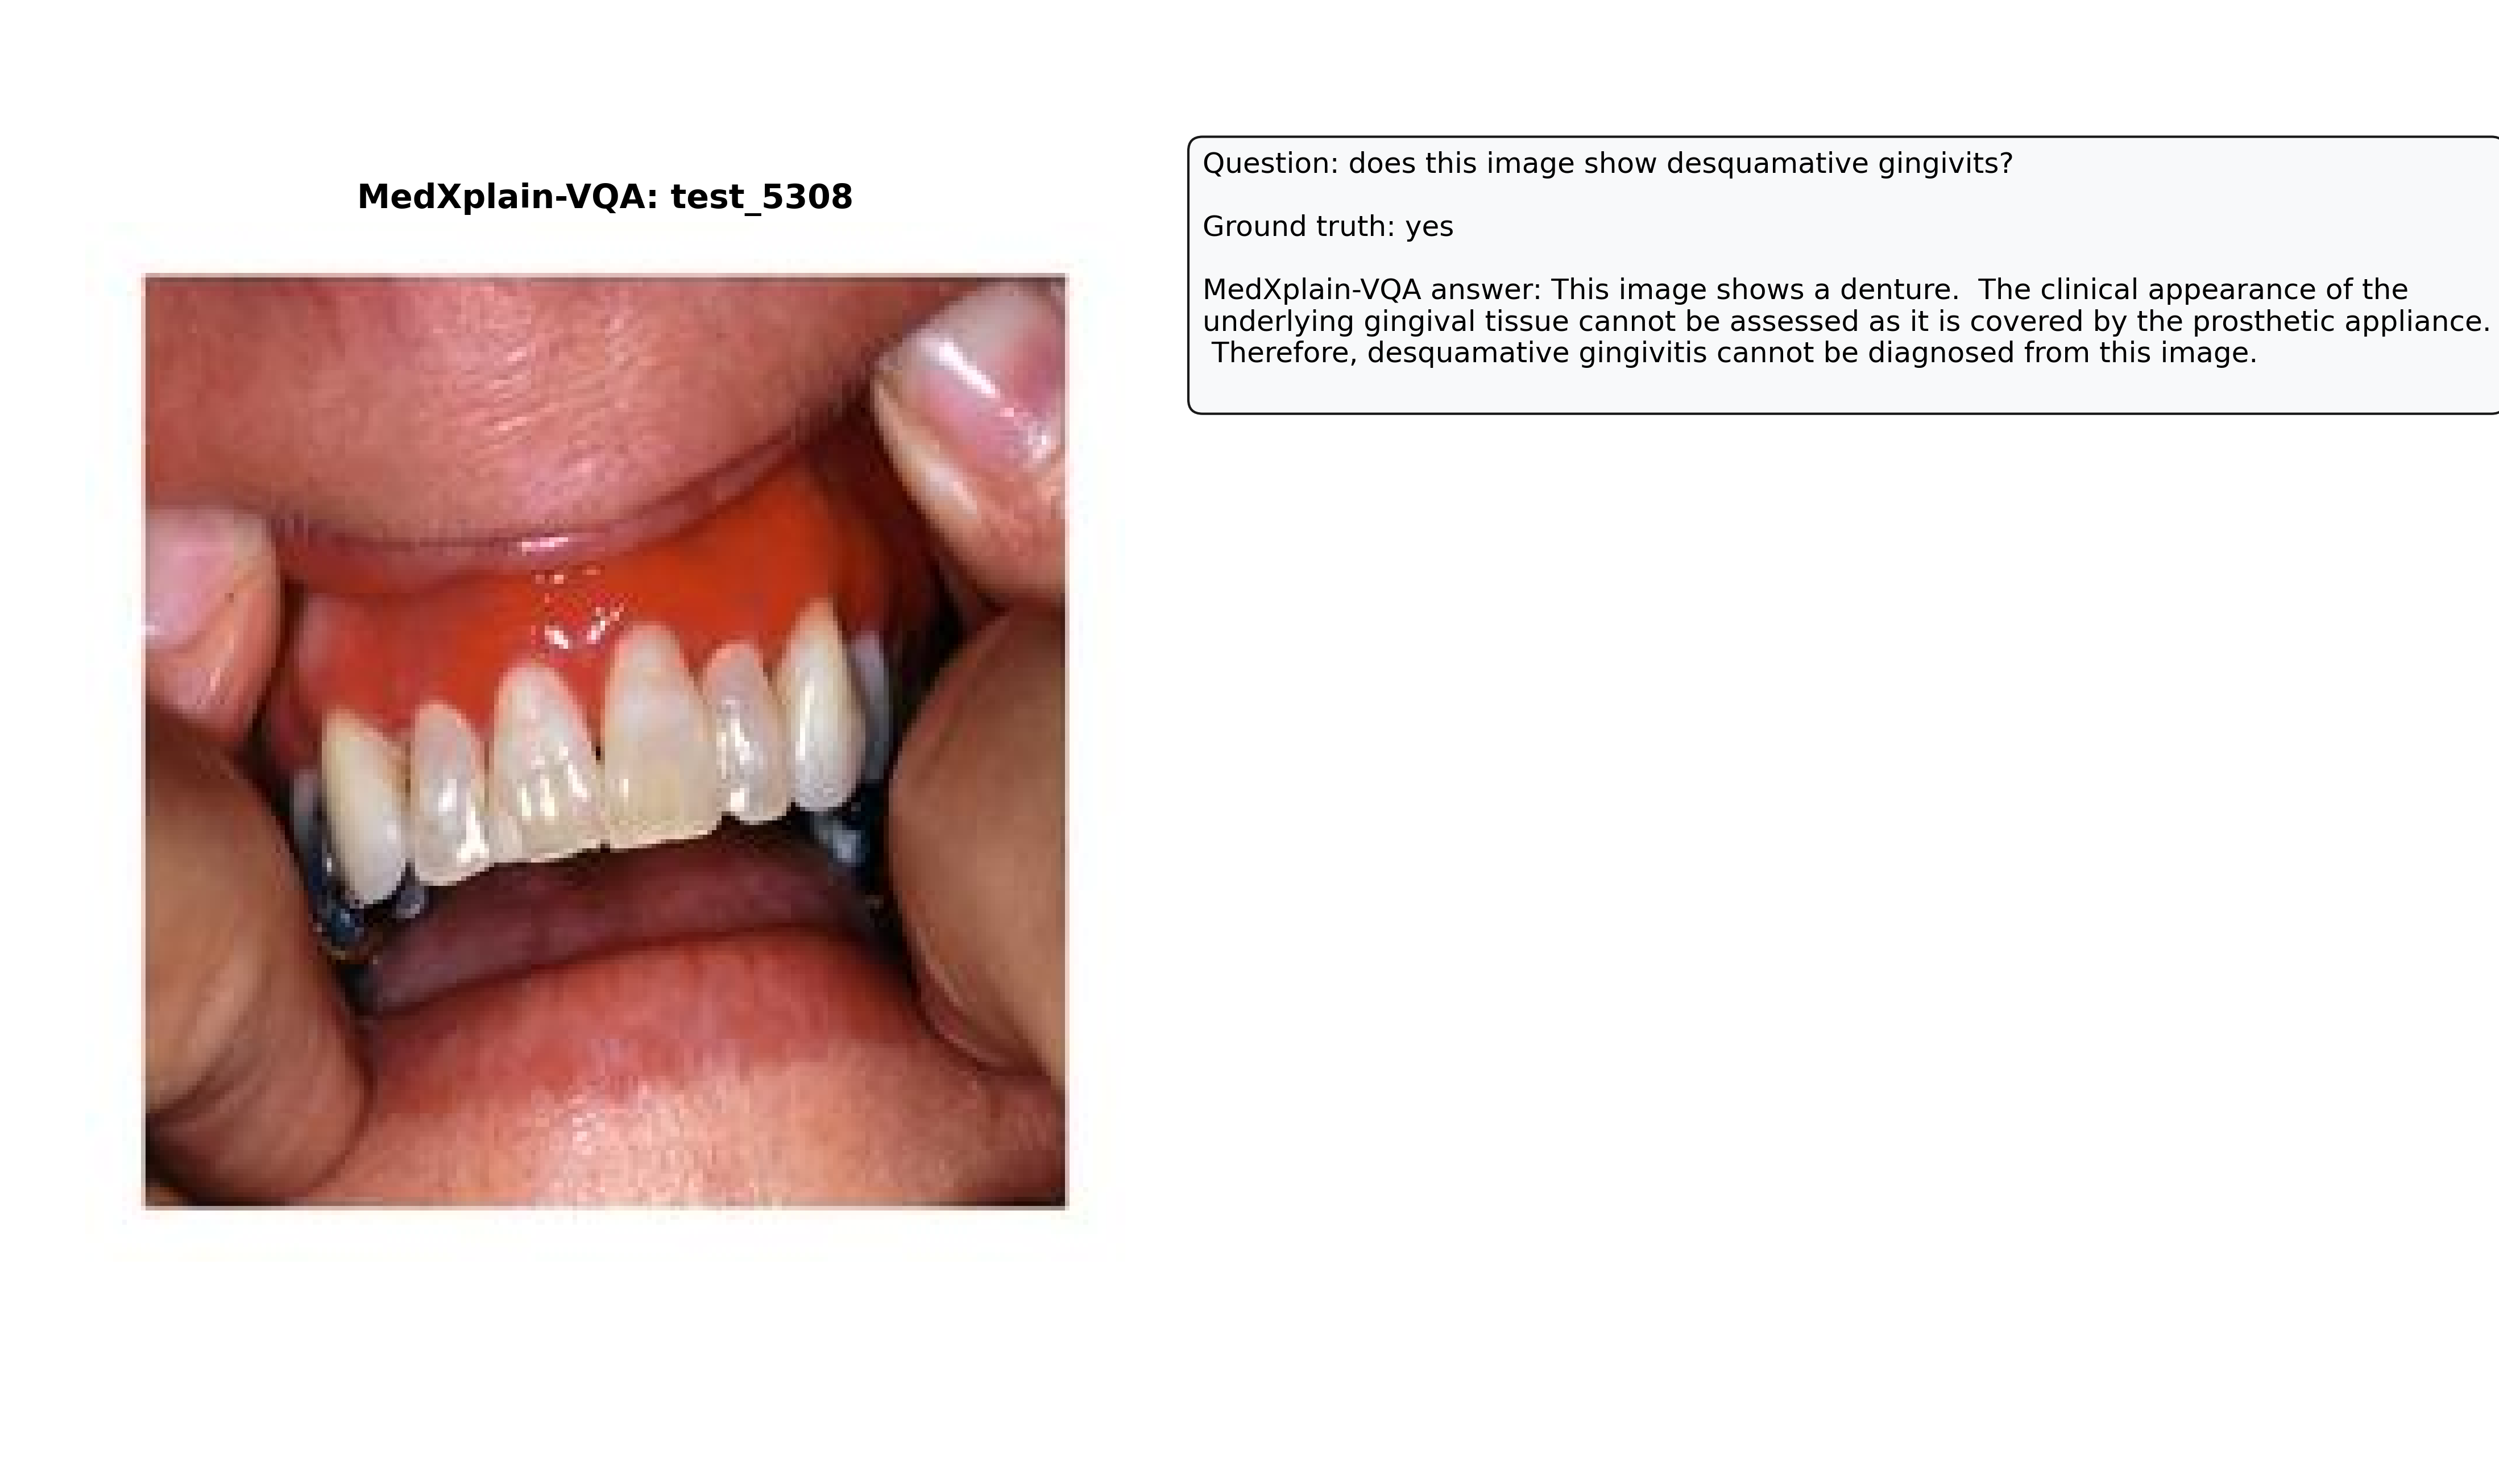 MedXplain-VQA: test_5308
Question: does this image show desquamative gingivits?
Ground truth: yes
MedXplain-VQA answer: This image shows a denture.  The clinical appearance of the
underlying gingival tissue cannot be assessed as it is covered by the prosthetic appliance.
Therefore, desquamative gingivitis cannot be diagnosed from this image.